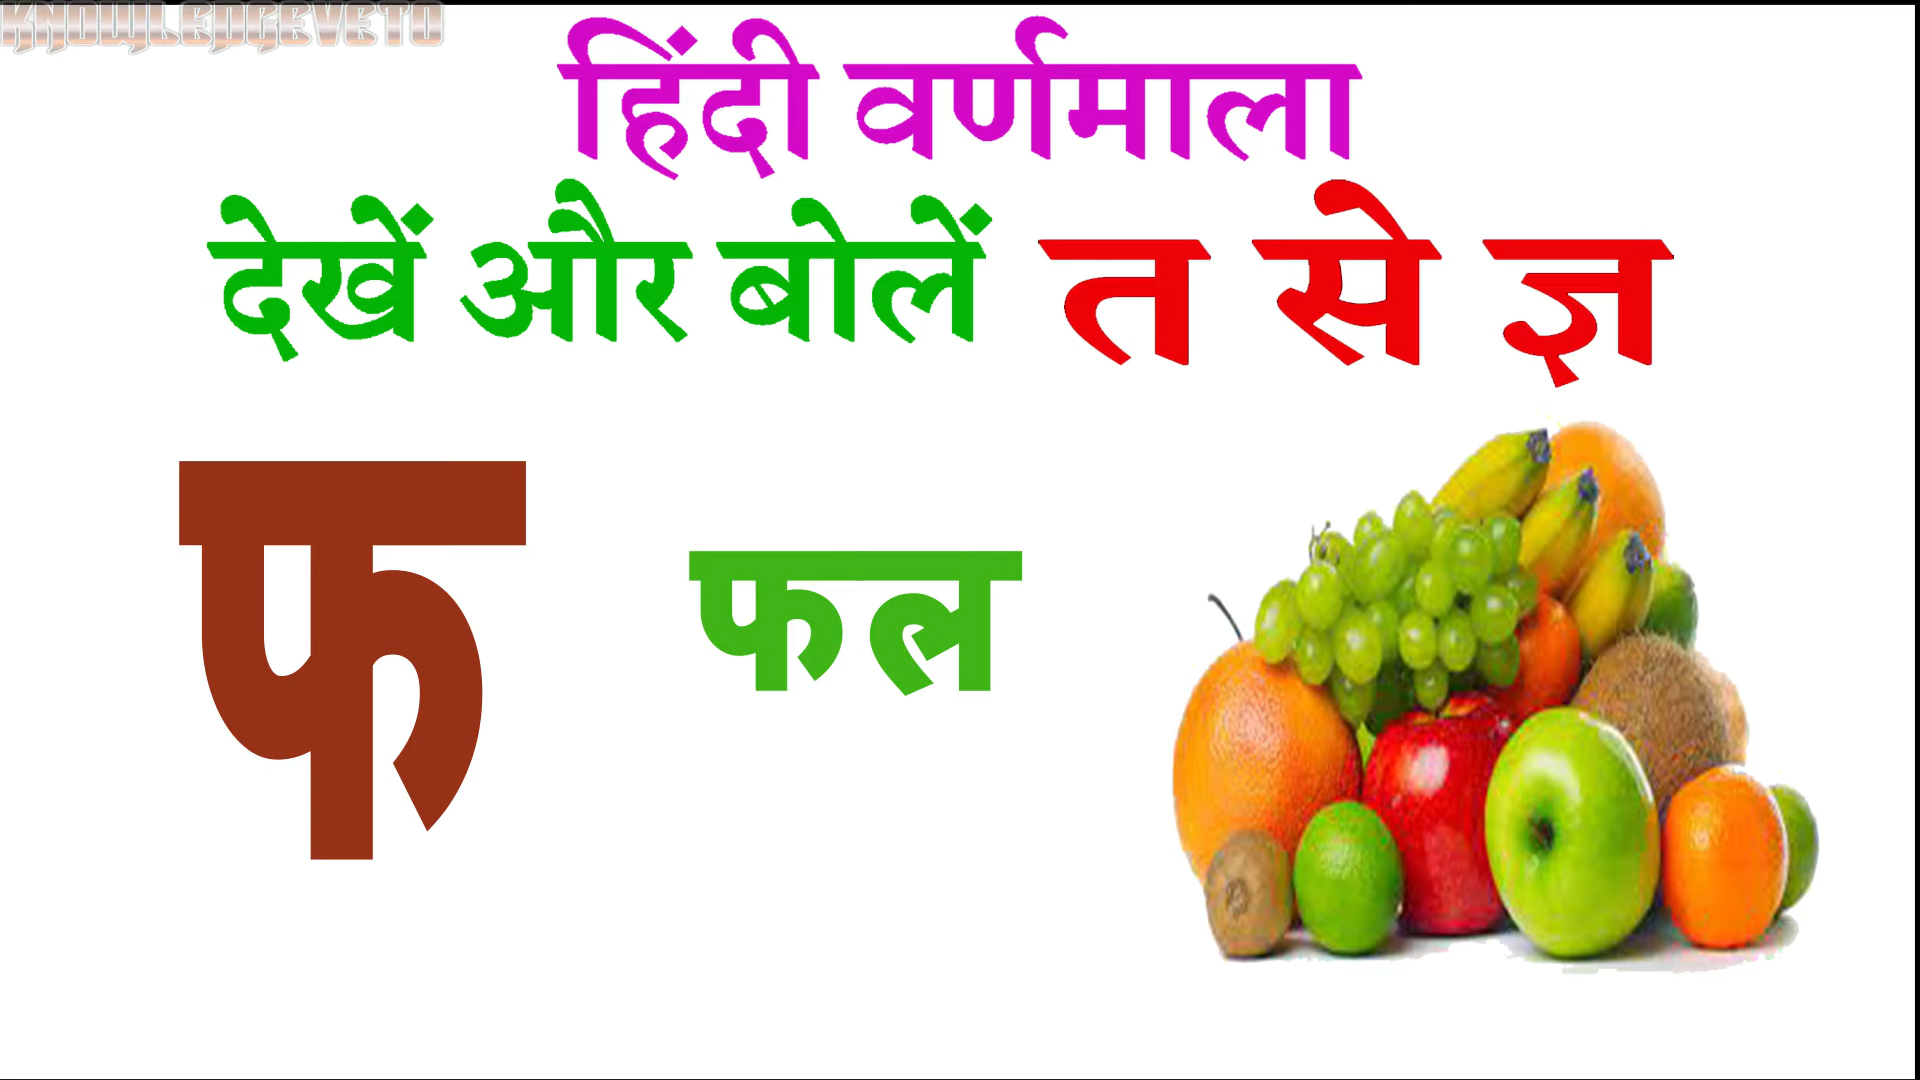 KNOWLEDGEVETO
हिंदी वर्णमाला
देखें और बोलें त से ज्ञ
फ फल